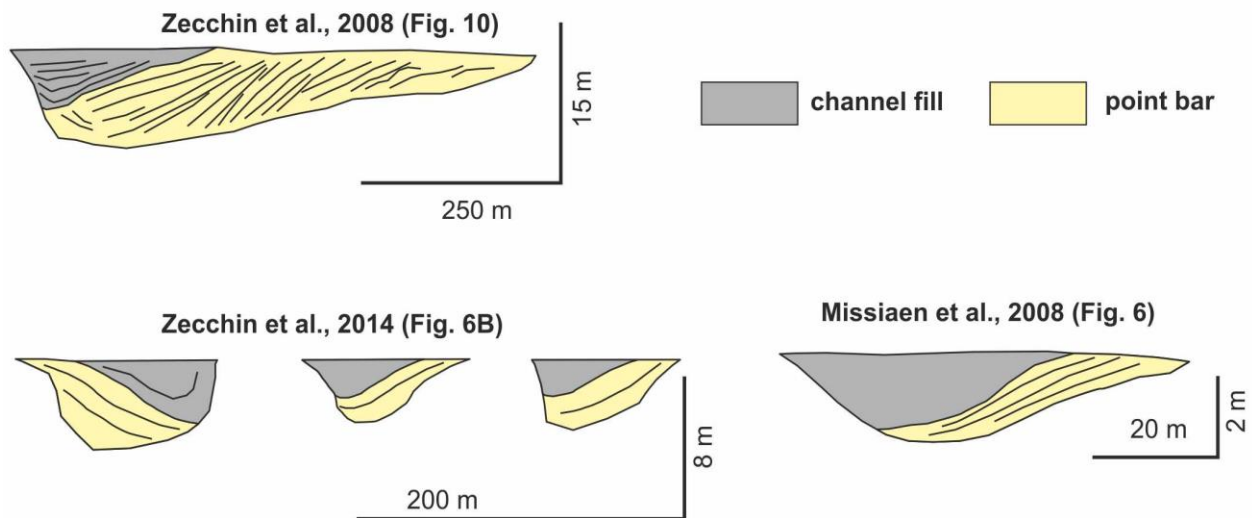 Zecchin et al., 2008 (Fig. 10)
15 m
250 m
channel fill
point bar
Zecchin et al., 2014 (Fig. 6B)
8 m
200 m
Missiaen et al., 2008 (Fig. 6)
2 m
20 m